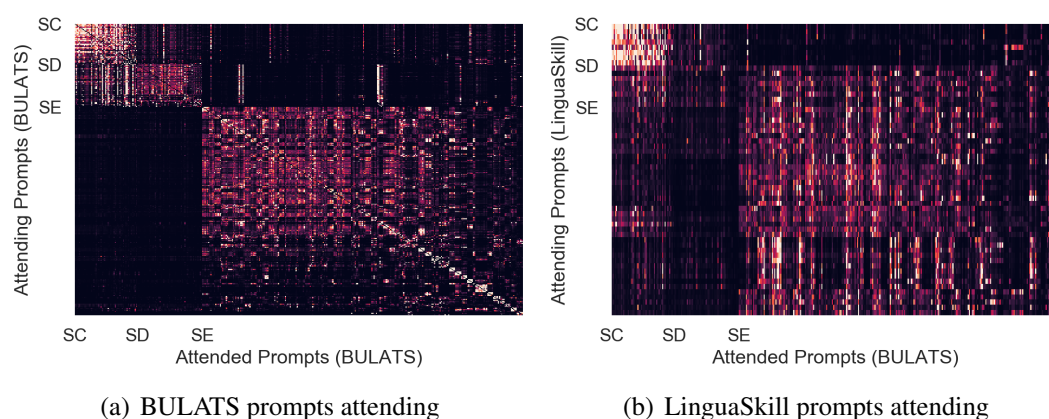 SC
SD
SE
Attending Prompts (BULATS)
SC
SD
SE
Attended Prompts (BULATS)
(a) BULATS prompts attending
SC
SD
SE
Attending Prompts (LinguaSkill)
SC
SD
SE
Attended Prompts (BULATS)
(b) LinguaSkill prompts attending